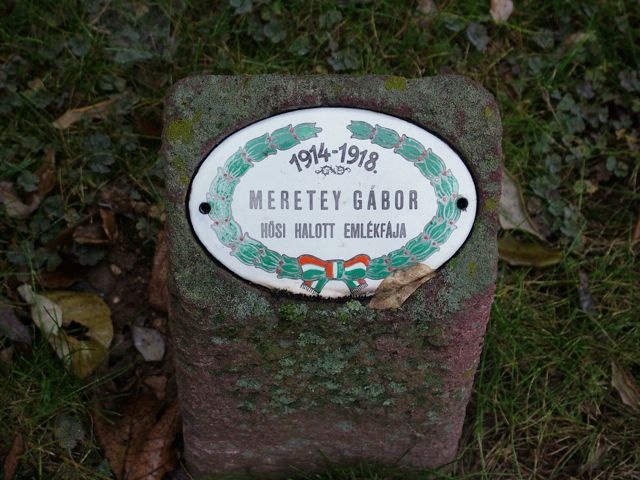 1914-1918.
MERETEY GÁBOR
HŐSI HALOTT EMLÉKFÁJA